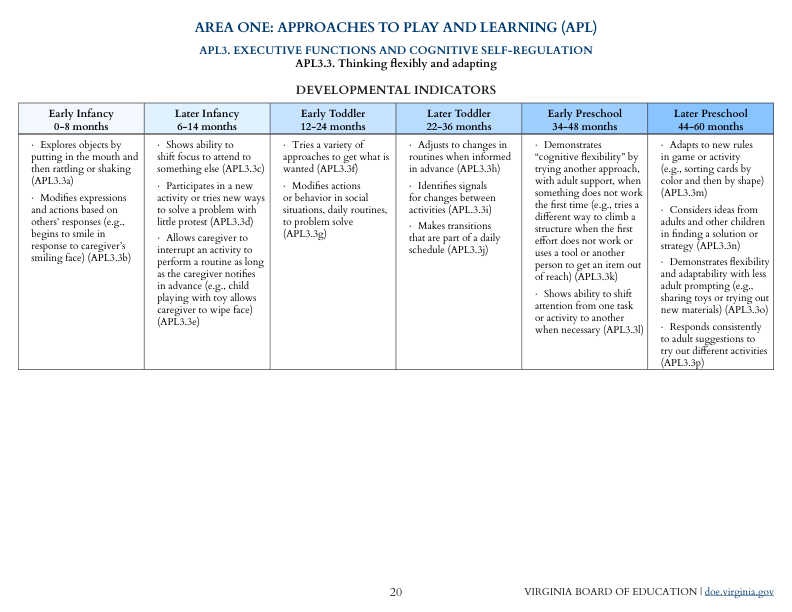 AREA ONE: APPROACHES TO PLAY AND LEARNING (APL)
APL3. EXECUTIVE FUNCTIONS AND COGNITIVE SELF-REGULATION
APL3.3. Thinking flexibly and adapting
DEVELOPMENTAL INDICATORS
Early Infancy
0–8 months
· Explores objects by
putting in the mouth and
then rattling or shaking
(APL3.3a)
· Modifies expressions
and actions based on
others' responses (e.g.,
begins to smile in
response to caregiver's
smiling face) (APL3.3b)
Later Infancy
6–14 months
· Shows ability to
shift focus to attend to
something else (APL3.3c)
· Participates in a new
activity or tries new ways
to solve a problem with
little protest (APL3.3d)
· Allows caregiver to
interrupt an activity to
perform a routine as long
as the caregiver notifies
in advance (e.g., child
playing with toy allows
caregiver to wipe face)
(APL3.3e)
Early Toddler
12–24 months
· Tries a variety of
approaches to get what is
wanted (APL3.3f)
· Modifies actions
or behavior in social
situations, daily routines,
to problem solve
(APL3.3g)
Later Toddler
22–36 months
· Adjusts to changes in
routines when informed
in advance (APL3.3h)
· Identifies signals
for changes between
activities (APL3.3i)
· Makes transitions
that are part of a daily
schedule (APL3.3j)
Early Preschool
34–48 months
· Demonstrates
“cognitive flexibility” by
trying another approach,
with adult support, when
something does not work
the first time (e.g., tries a
different way to climb a
structure when the first
effort does not work or
uses a tool or another
person to get an item out
of reach) (APL3.3k)
· Shows ability to shift
attention from one task
or activity to another
when necessary (APL3.3l)
Later Preschool
44–60 months
· Adapts to new rules
in game or activity
(e.g., sorting cards by
color and then by shape)
(APL3.3m)
· Considers ideas from
adults and other children
in finding a solution or
strategy (APL3.3n)
· Demonstrates flexibility
and adaptability with less
adult prompting (e.g.,
sharing toys or trying out
new materials) (APL3.3o)
· Responds consistently
to adult suggestions to
try out different activities
(APL3.3p)
20
VIRGINIA BOARD OF EDUCATION | doe.virginia.gov